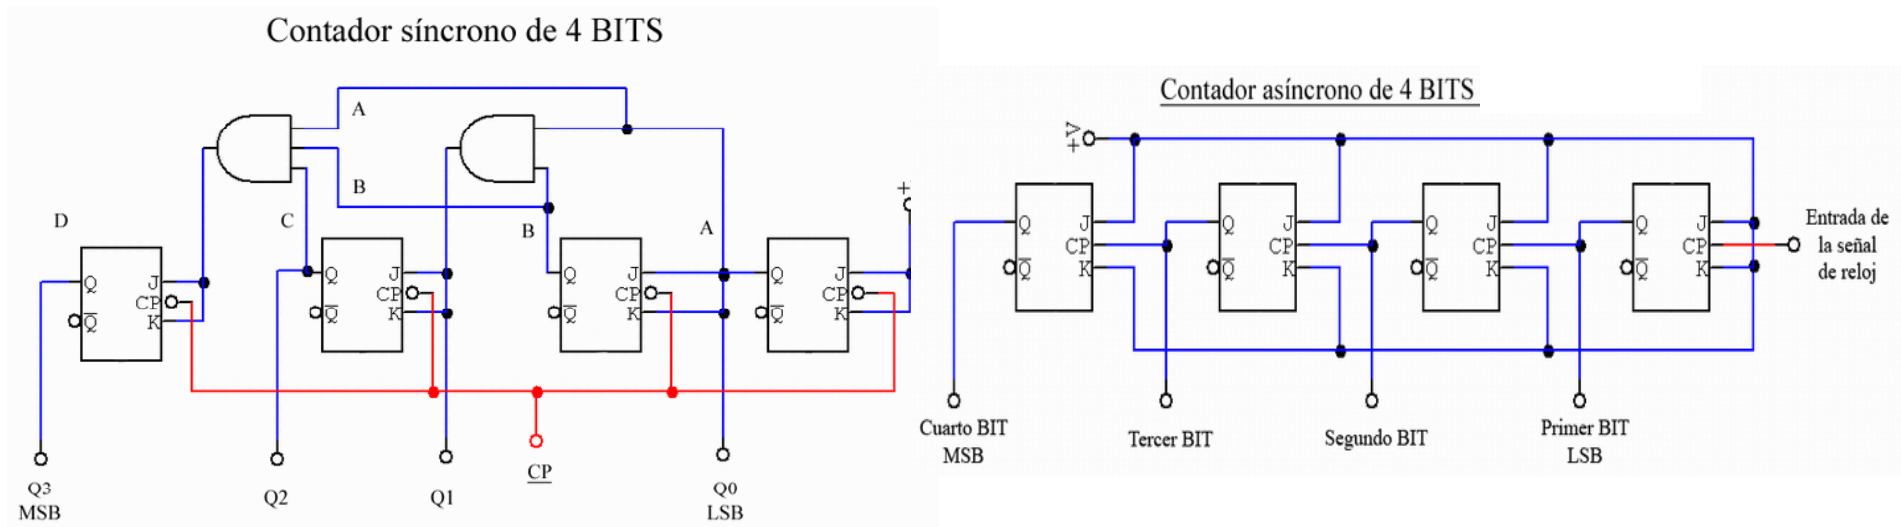 Contador síncrono de 4 BITS
A
B
C
D
B
A
+
Q J
CP
Q̅ K
Q J
CP
Q̅ K
Q J
CP
Q̅ K
Q J
CP
Q̅ K
Q3
MSB
Q2
Q1
CP
Q0
LSB
Contador asíncrono de 4 BITS
+V
Q J
CP
Q̅ K
Q J
CP
Q̅ K
Q J
CP
Q̅ K
Q J
CP
Q̅ K
Entrada de
la señal
de reloj
Cuarto BIT
MSB
Tercer BIT
Segundo BIT
Primer BIT
LSB